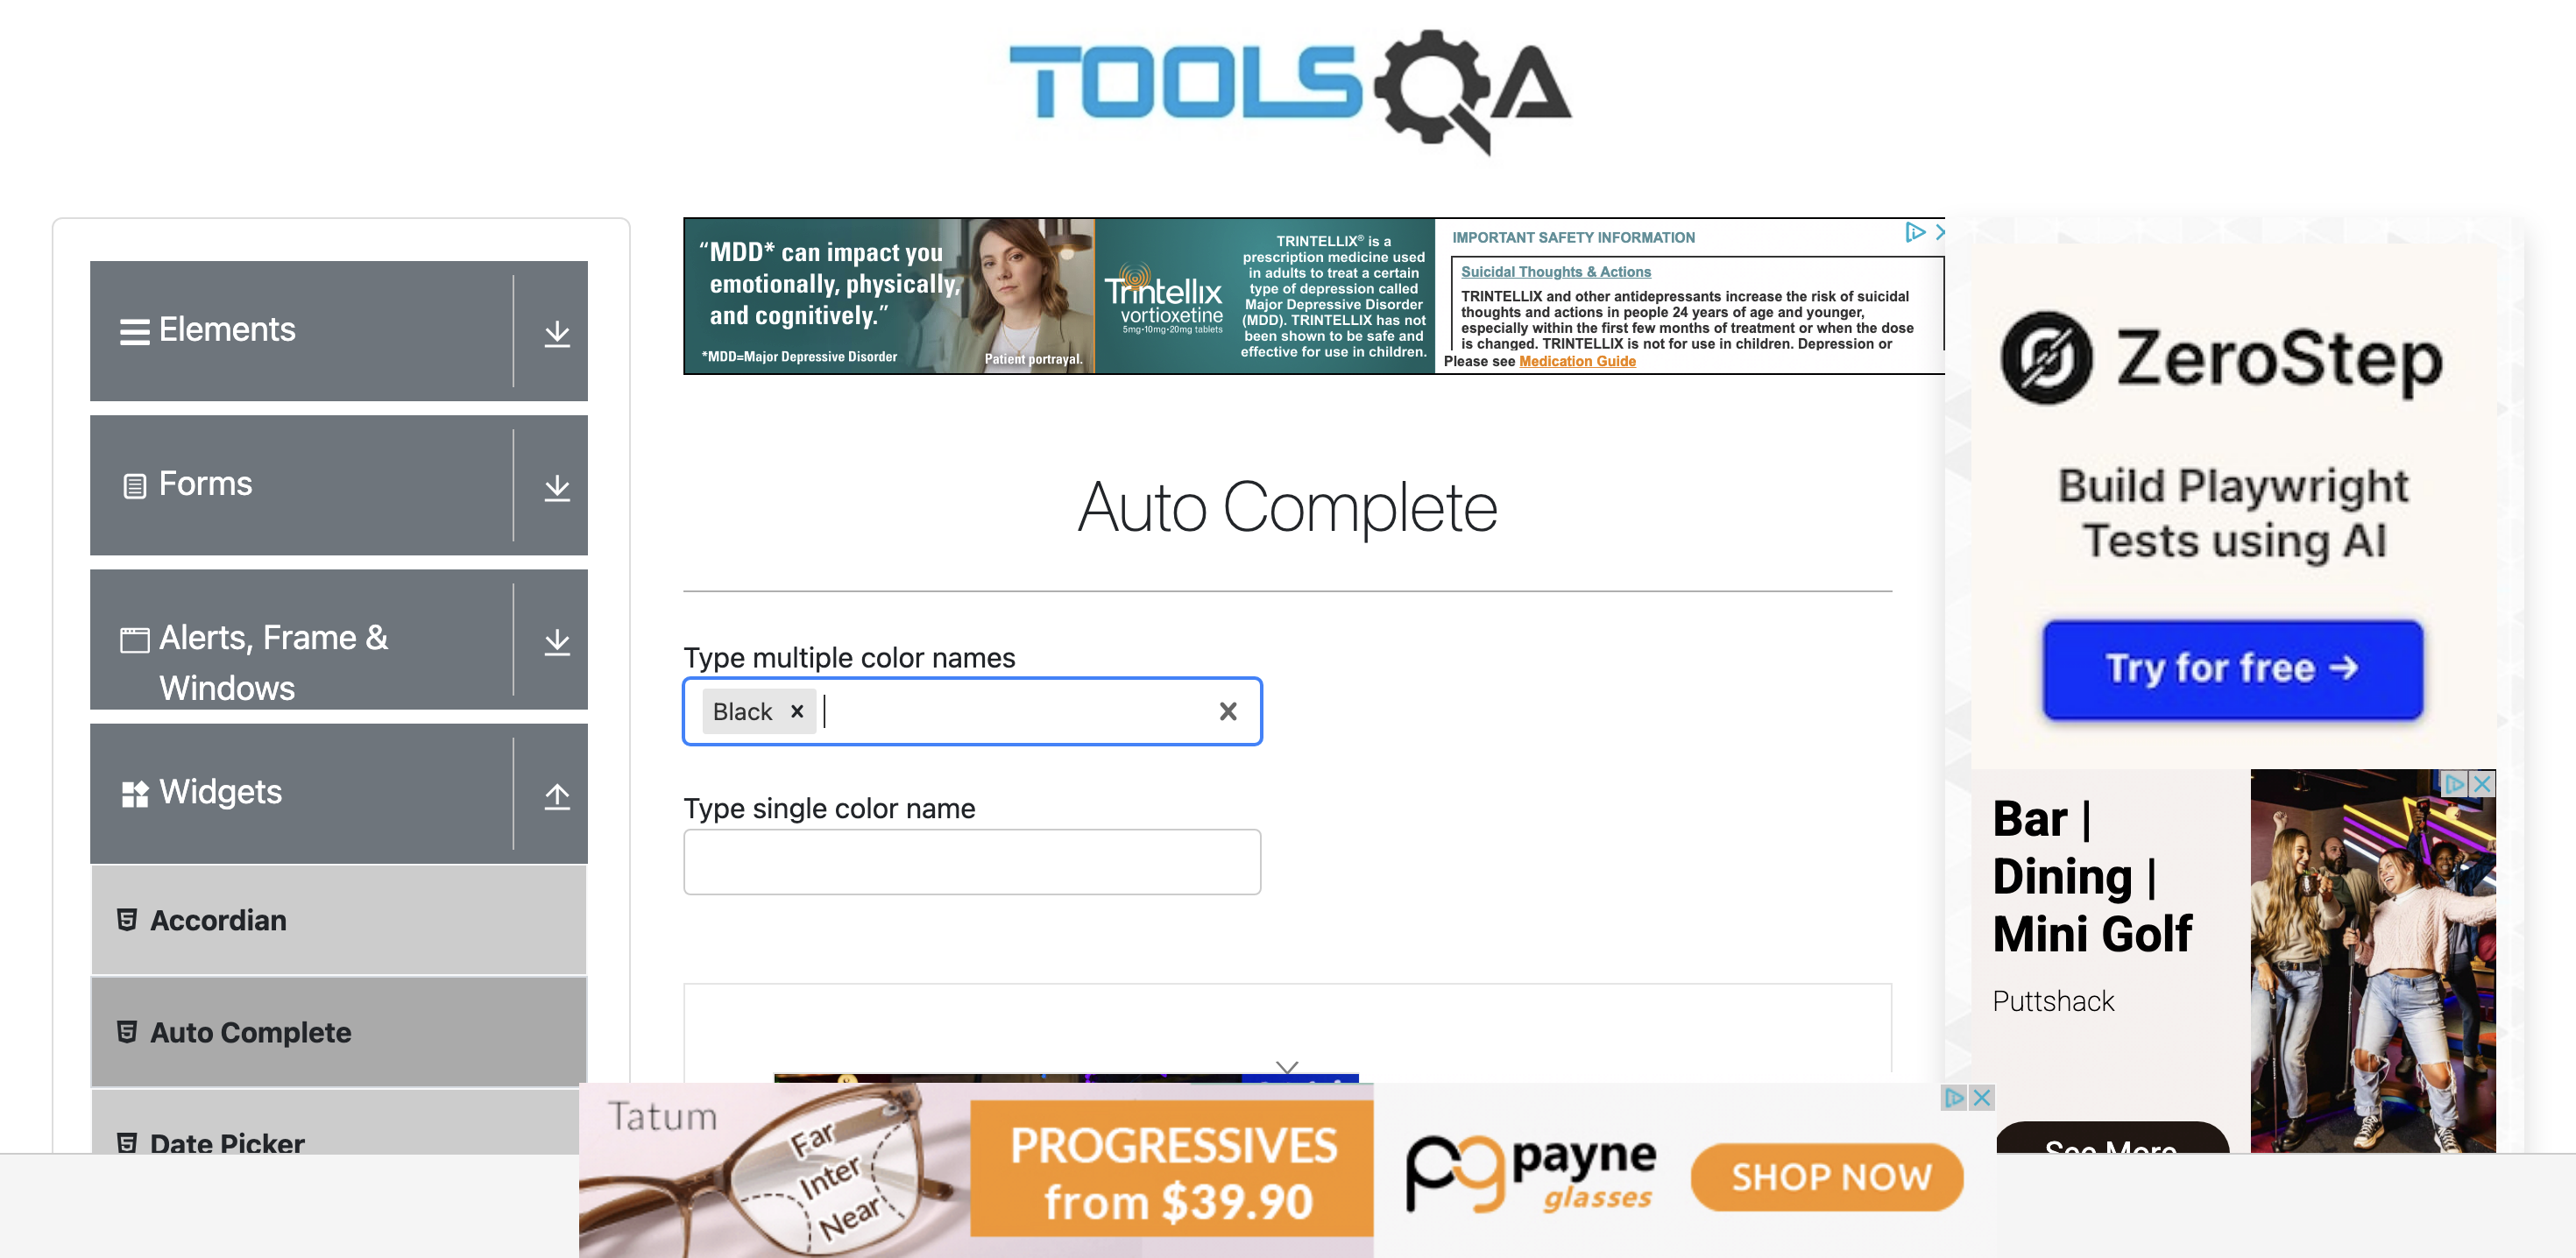 TOOLSQA
Elements
Forms
Alerts, Frame &
Windows
Widgets
Accordian
Auto Complete
Date Picker
“MDD* can impact you
emotionally, physically,
and cognitively.”
*MDD=Major Depressive Disorder
Patient portrayal.
Trintellix
vortioxetine
5mg•10mg•20mg tablets
TRINTELLIX® is a
prescription medicine used
in adults to treat a certain
type of depression called
Major Depressive Disorder
(MDD). TRINTELLIX has not
been shown to be safe and
effective for use in children.
IMPORTANT SAFETY INFORMATION
Suicidal Thoughts & Actions
TRINTELLIX and other antidepressants increase the risk of suicidal
thoughts and actions in people 24 years of age and younger,
especially within the first few months of treatment or when the dose
is changed. TRINTELLIX is not for use in children. Depression or
Please see Medication Guide
Auto Complete
Type multiple color names
Black
Type single color name
ZeroStep
Build Playwright
Tests using AI
Try for free →
Bar |
Dining |
Mini Golf
Puttshack
See More
Tatum
Far
Inter
Near
PROGRESSIVES
from $39.90
pg payne
glasses
SHOP NOW